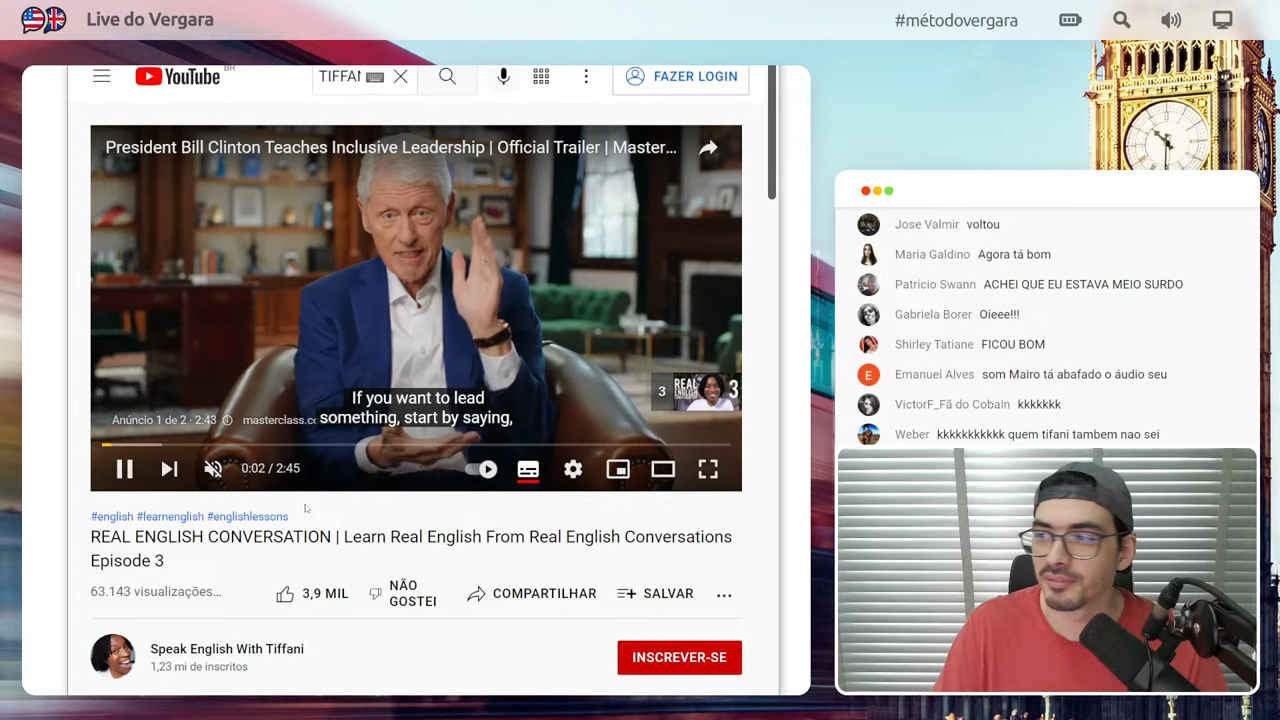 Live do Vergara
#métodovergara
YouTube BR
TIFFAN
FAZER LOGIN
President Bill Clinton Teaches Inclusive Leadership | Official Trailer | Master...
If you want to lead
something, start by saying,
3 REAL ENGLISH 3
Anúncio 1 de 2 · 2:43 masterclass.co
0:02 / 2:45
#english #learnenglish #englishlessons
REAL ENGLISH CONVERSATION | Learn Real English From Real English Conversations
Episode 3
63.143 visualizações...
3,9 MIL
NÃO
GOSTEI
COMPARTILHAR
SALVAR
...
Speak English With Tiffani
1,23 mi de inscritos
INSCREVER-SE
Jose Valmir voltou
Maria Galdino Agora tá bom
Patrício Swann ACHEI QUE EU ESTAVA MEIO SURDO
Gabriela Borer Oieee!!!
Shirley Tatiane FICOU BOM
E Emanuel Alves som Mairo tá abafado o áudio seu
VictorF_Fã do Cobain kkkkkkk
Weber kkkkkkkkkkk quem tifani tambem nao sei